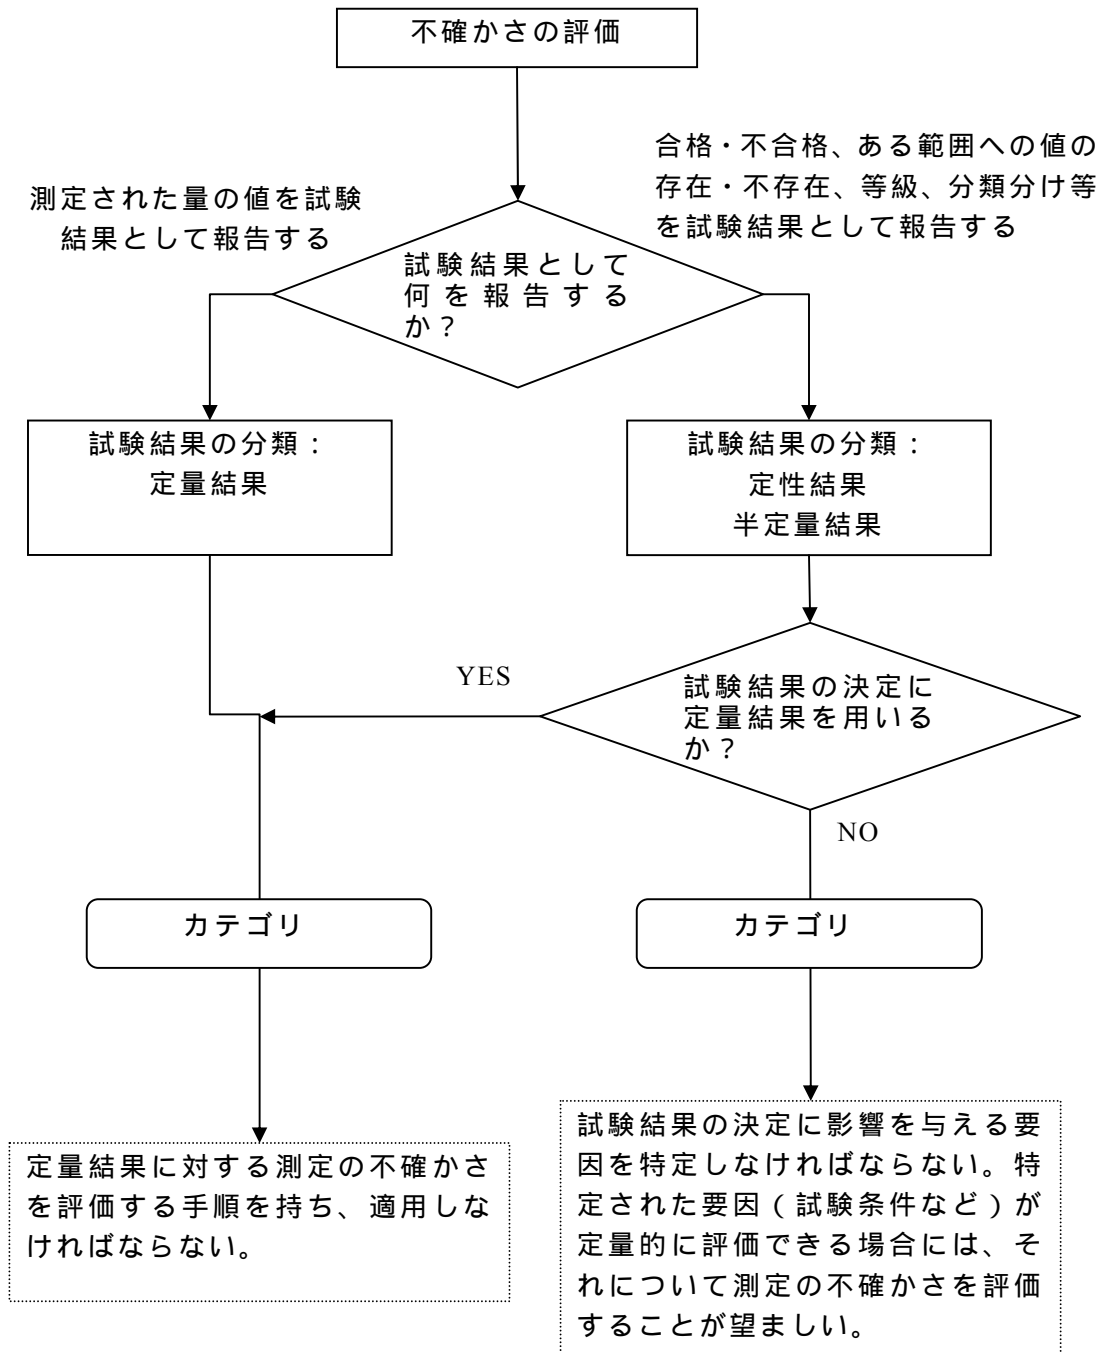 不確かさの評価
測定された量の値を試験
結果として報告する
合格・不合格、ある範囲への値の
存在・不存在、等級、分類分け等
を試験結果として報告する
試験結果として
何を報告する
か？
試験結果の分類：
定量結果
試験結果の分類：
定性結果
半定量結果
YES
試験結果の決定に
定量結果を用いる
か？
NO
カテゴリ
カテゴリ
定量結果に対する測定の不確かさ
を評価する手順を持ち、適用しな
ければならない。
試験結果の決定に影響を与える要
因を特定しなければならない。特
定された要因（試験条件など）が
定量的に評価できる場合には、そ
れについて測定の不確かさを評価
することが望ましい。